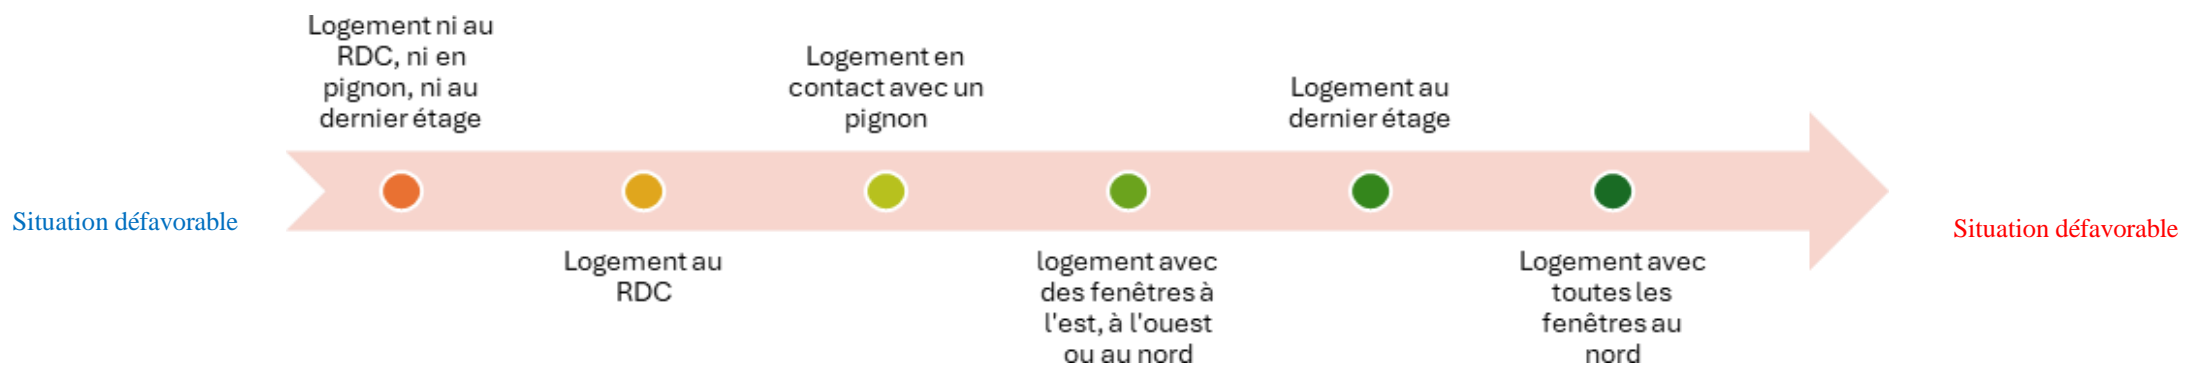 Situation défavorable
Logement ni au
RDC, ni en
pignon, ni au
dernier étage
Logement au
RDC
Logement en
contact avec un
pignon
logement avec
des fenêtres à
l'est, à l'ouest
ou au nord
Logement au
dernier étage
Logement avec
toutes les
fenêtres au
nord
Situation défavorable